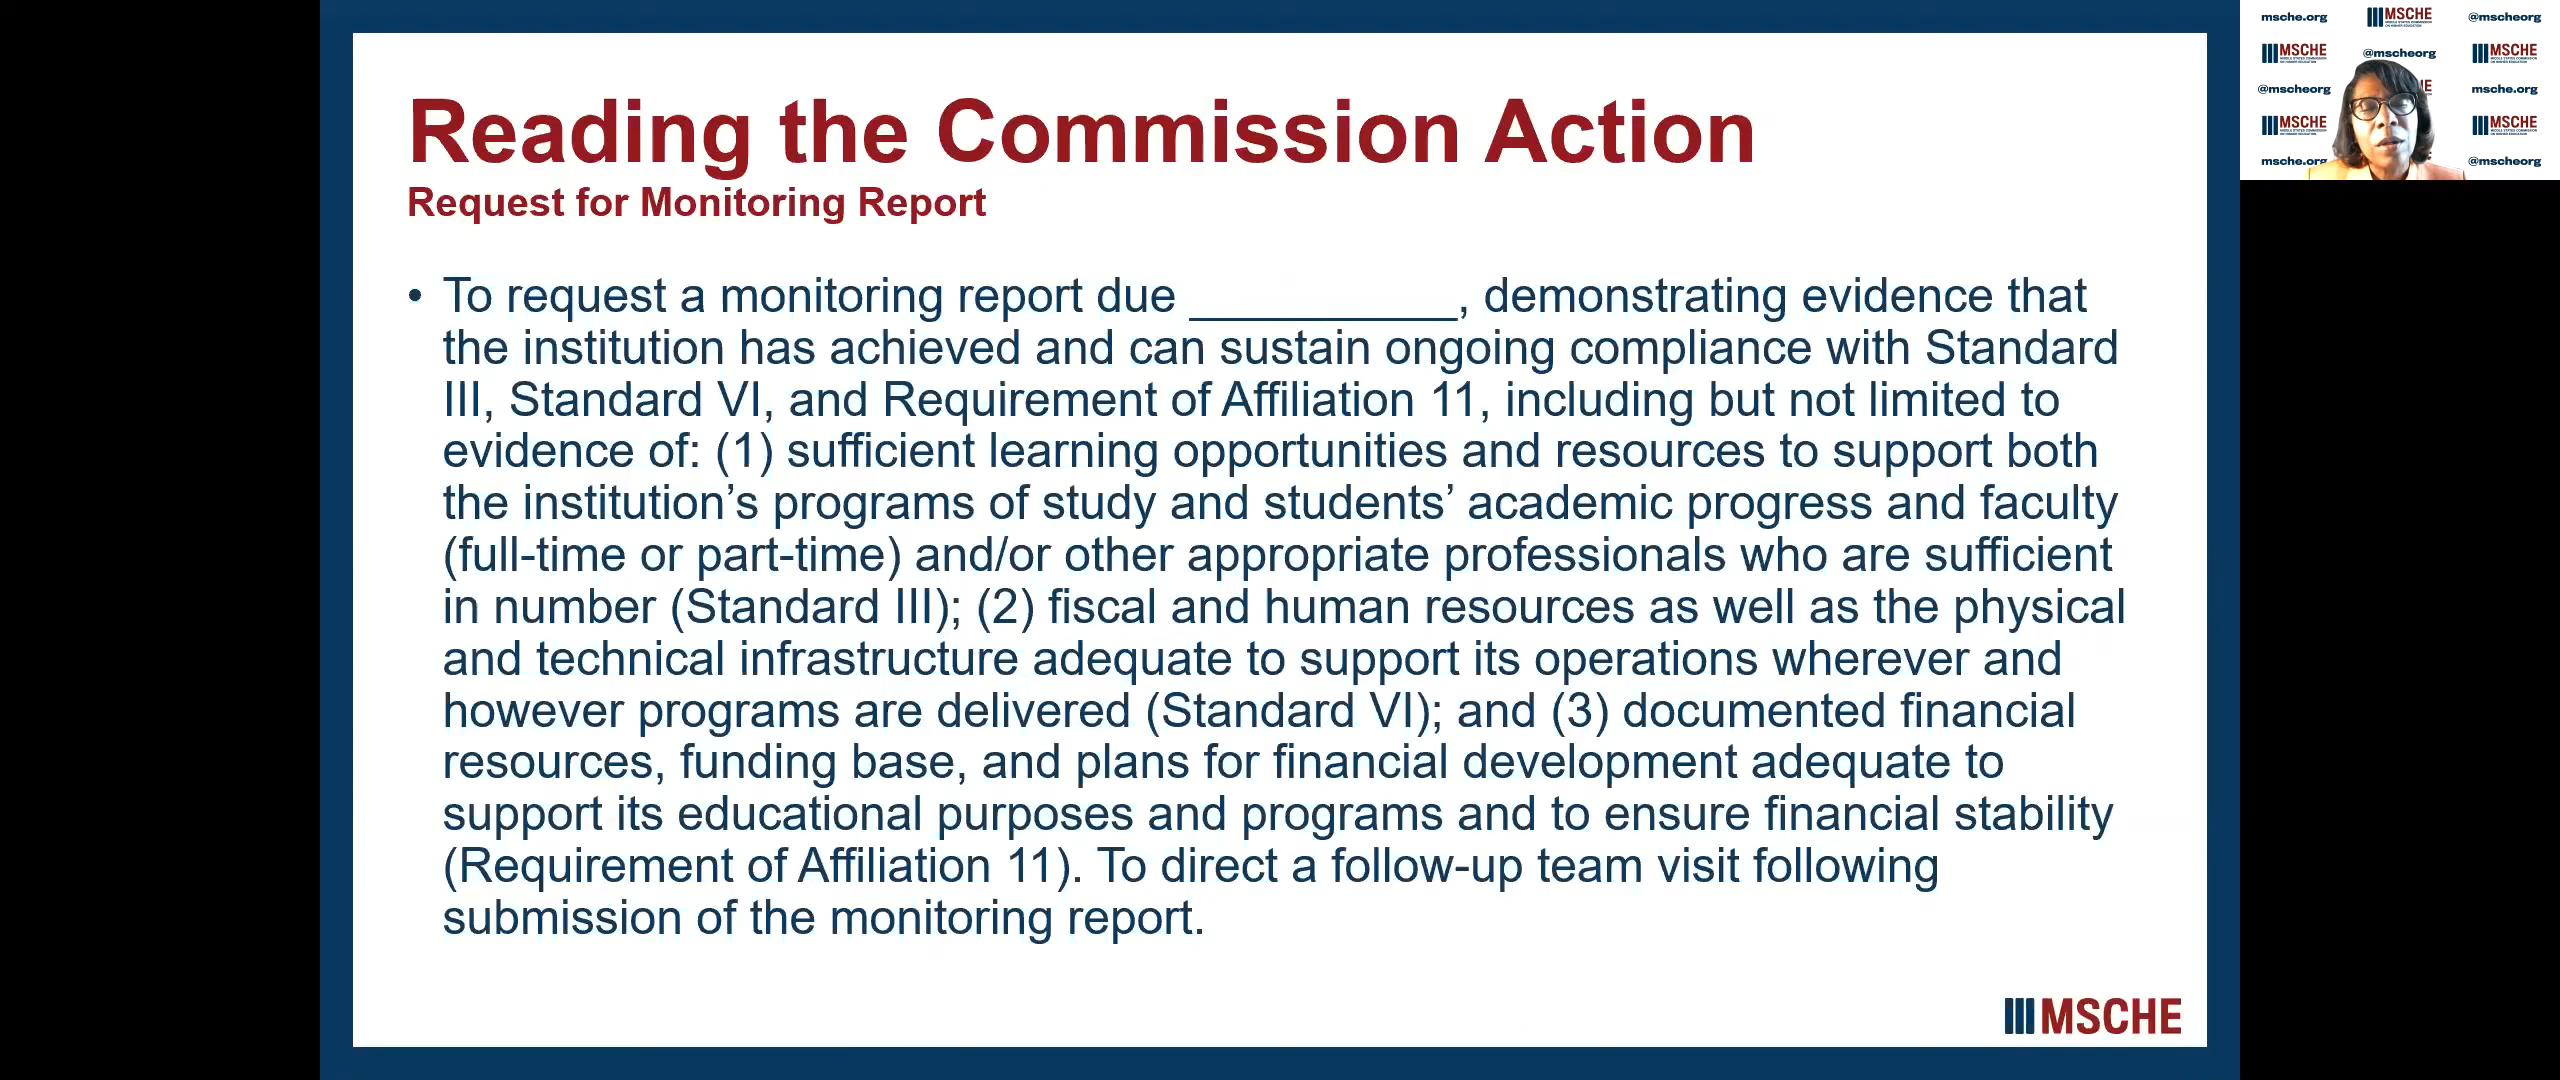 Reading the Commission Action
Request for Monitoring Report
• To request a monitoring report due ___________, demonstrating evidence that
the institution has achieved and can sustain ongoing compliance with Standard
III, Standard VI, and Requirement of Affiliation 11, including but not limited to
evidence of: (1) sufficient learning opportunities and resources to support both
the institution’s programs of study and students’ academic progress and faculty
(full-time or part-time) and/or other appropriate professionals who are sufficient
in number (Standard III); (2) fiscal and human resources as well as the physical
and technical infrastructure adequate to support its operations wherever and
however programs are delivered (Standard VI); and (3) documented financial
resources, funding base, and plans for financial development adequate to
support its educational purposes and programs and to ensure financial stability
(Requirement of Affiliation 11). To direct a follow-up team visit following
submission of the monitoring report.
MSCHE
msche.org MSCHE @mscheorg
MSCHE @mscheorg MSCHE
@mscheorg msche.org
MSCHE MSCHE
msche.org @mscheorg